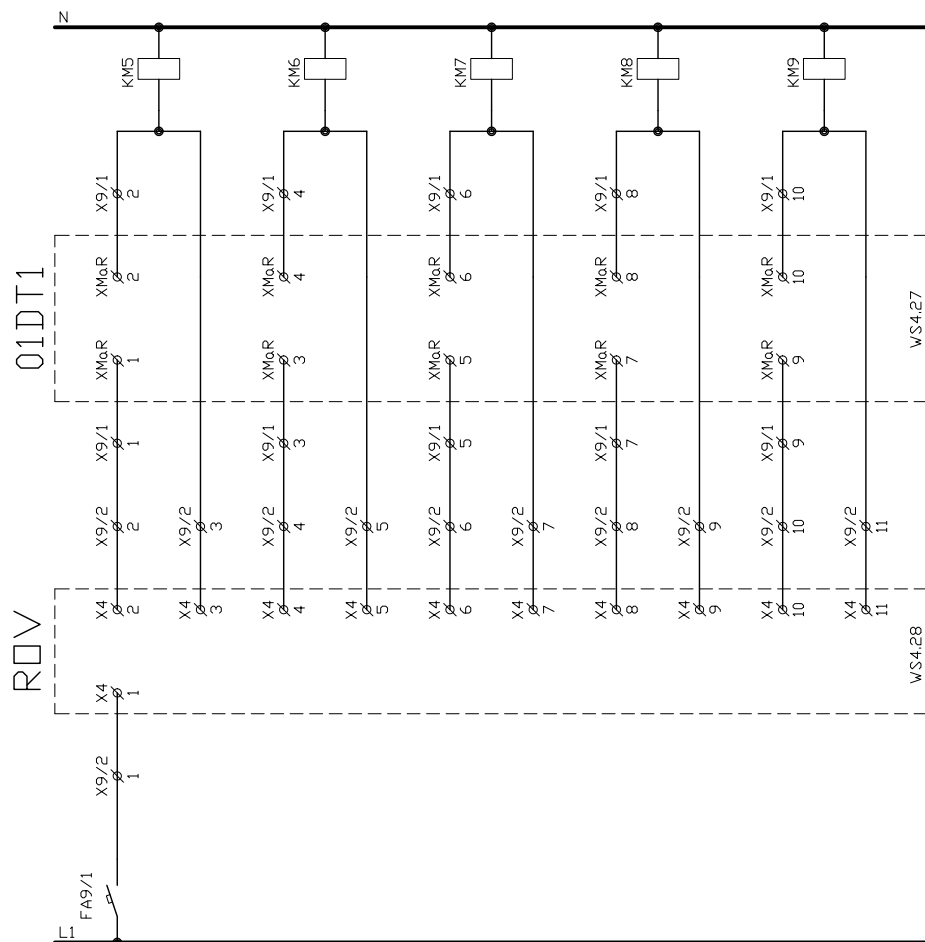 N
KM5 KM6 KM7 KM8 KM9
X9/1 X9/1 X9/1 X9/1 X9/1
2 4 6 8 10
01DT1
XMaR XMaR XMaR XMaR XMaR
2 4 6 8 10
XMaR XMaR XMaR XMaR XMaR
1 3 5 7 9
WS4.27
X9/1 X9/1 X9/1 X9/1 X9/1
1 3 5 7 9
X9/2 X9/2 X9/2 X9/2 X9/2 X9/2 X9/2 X9/2 X9/2 X9/2
2 3 4 5 6 7 8 9 10 11
ROV
X4 X4 X4 X4 X4 X4 X4 X4 X4 X4
2 3 4 5 6 7 8 9 10 11
X4
1
WS4.28
X9/2
1
FA9/1
L1